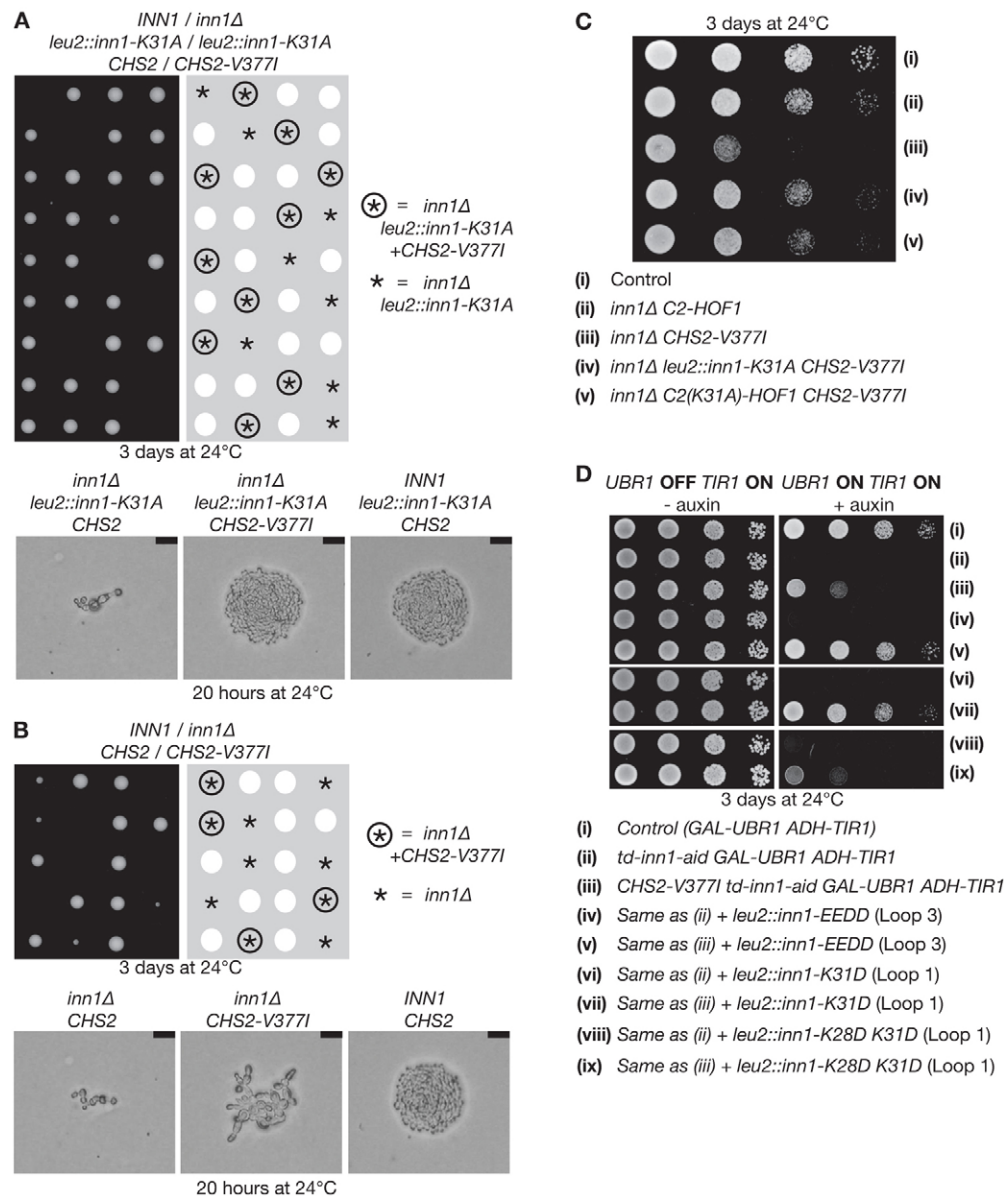 A
INN1 / inn1Δ
leu2::inn1-K31A / leu2::inn1-K31A
CHS2 / CHS2-V377I
* = inn1Δ
leu2::inn1-K31A
+CHS2-V377I
* = inn1Δ
leu2::inn1-K31A
3 days at 24°C
inn1Δ
leu2::inn1-K31A
CHS2
inn1Δ
leu2::inn1-K31A
CHS2-V377I
INN1
leu2::inn1-K31A
CHS2
20 hours at 24°C
B
INN1 / inn1Δ
CHS2 / CHS2-V377I
* = inn1Δ
+CHS2-V377I
* = inn1Δ
3 days at 24°C
inn1Δ
CHS2
inn1Δ
CHS2-V377I
INN1
CHS2
20 hours at 24°C
C
3 days at 24°C
(i)
(ii)
(iii)
(iv)
(v)
(i) Control
(ii) inn1Δ C2-HOF1
(iii) inn1Δ CHS2-V377I
(iv) inn1Δ leu2::inn1-K31A CHS2-V377I
(v) inn1Δ C2(K31A)-HOF1 CHS2-V377I
D
UBR1 OFF TIR1 ON
- auxin
UBR1 ON TIR1 ON
+ auxin
(i)
(ii)
(iii)
(iv)
(v)
(vi)
(vii)
(viii)
(ix)
3 days at 24°C
(i) Control (GAL-UBR1 ADH-TIR1)
(ii) td-inn1-aid GAL-UBR1 ADH-TIR1
(iii) CHS2-V377I td-inn1-aid GAL-UBR1 ADH-TIR1
(iv) Same as (ii) + leu2::inn1-EEDD (Loop 3)
(v) Same as (iii) + leu2::inn1-EEDD (Loop 3)
(vi) Same as (ii) + leu2::inn1-K31D (Loop 1)
(vii) Same as (iii) + leu2::inn1-K31D (Loop 1)
(viii) Same as (ii) + leu2::inn1-K28D K31D (Loop 1)
(ix) Same as (iii) + leu2::inn1-K28D K31D (Loop 1)